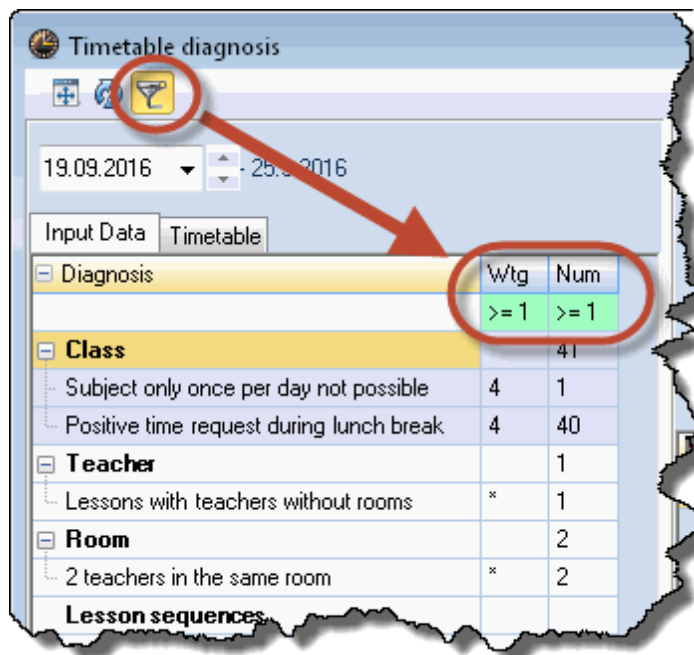 Timetable diagnosis
19.09.2016 - 25.9.2016
Input Data Timetable
Diagnosis Wtg Num
>= 1 >= 1
Class 41
Subject only once per day not possible 4 1
Positive time request during lunch break 4 40
Teacher 1
Lessons with teachers without rooms * 1
Room 2
2 teachers in the same room * 2
Lesson sequences